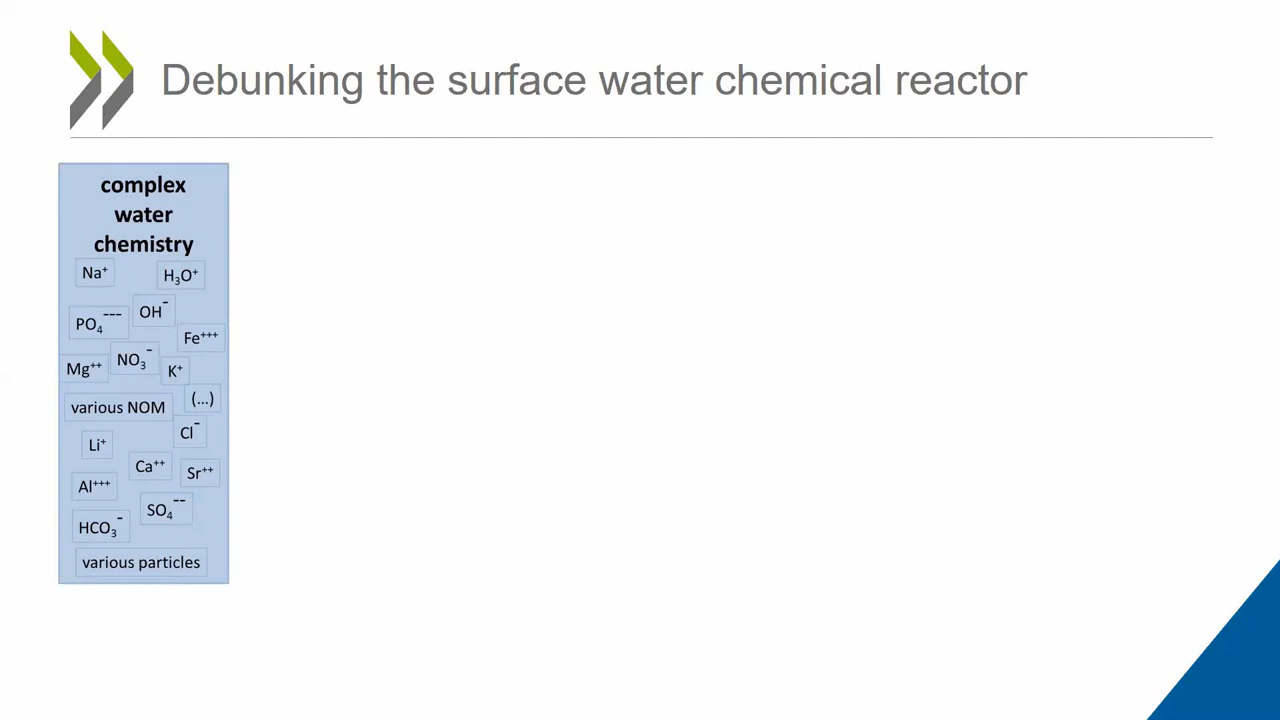 Debunking the surface water chemical reactor
complex
water
chemistry
Na⁺
H₃O⁺
OH⁻
PO₄⁻⁻⁻
Fe⁺⁺⁺
NO₃⁻
Mg⁺⁺
K⁺
(...)
various NOM
Cl⁻
Li⁺
Ca⁺⁺
Sr⁺⁺
Al⁺⁺⁺
SO₄⁻⁻
HCO₃⁻
various particles